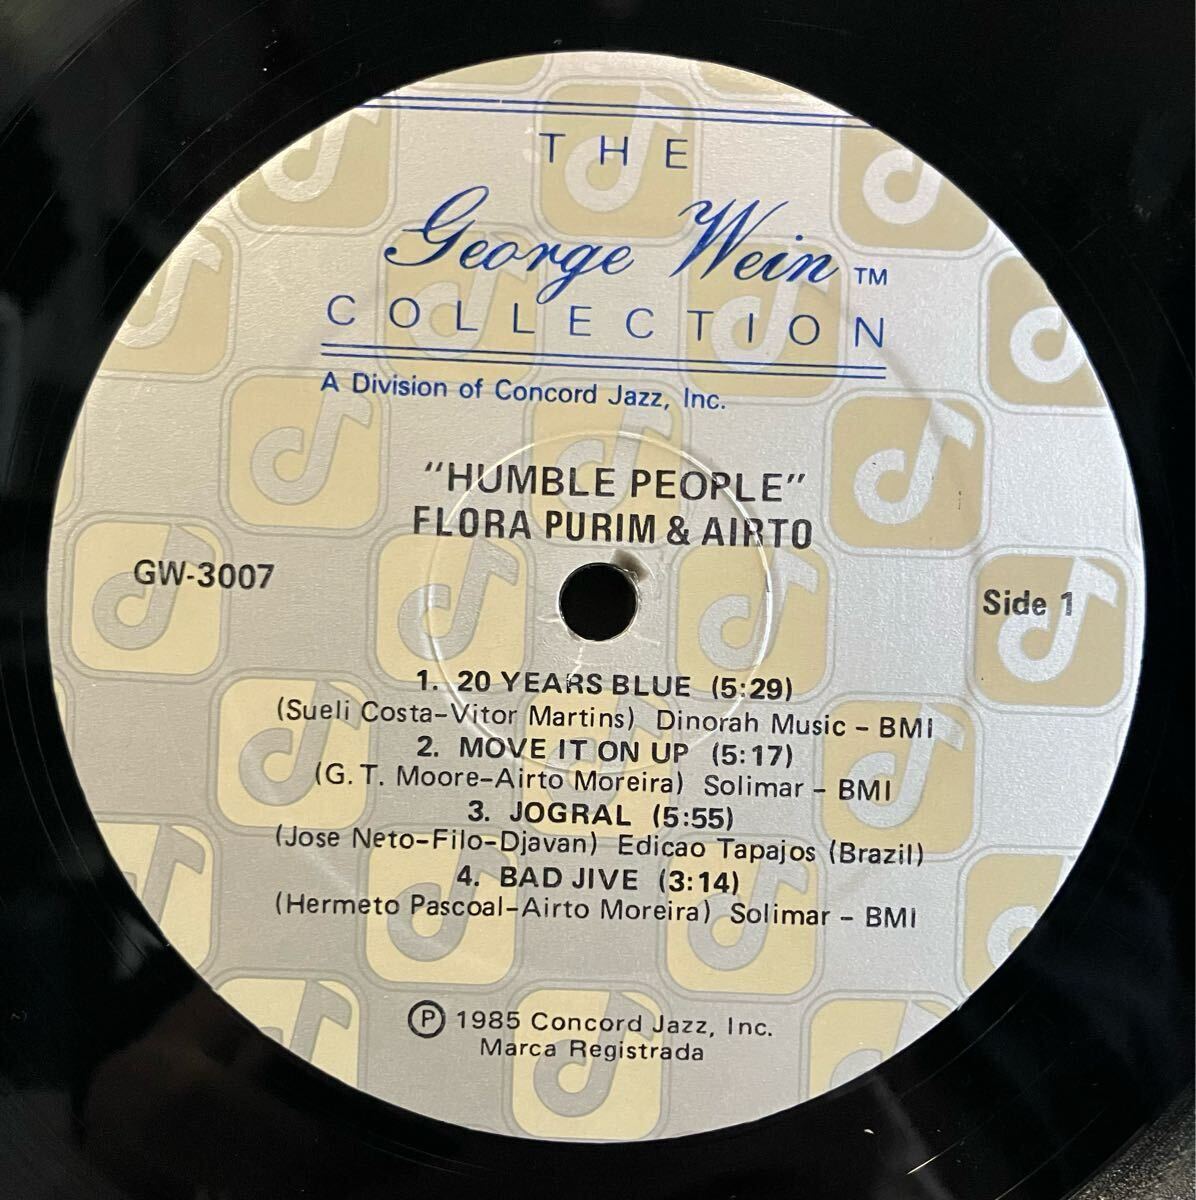 THE
George Wein TM
COLLECTION
A Division of Concord Jazz, Inc.
"HUMBLE PEOPLE"
FLORA PURIM & AIRTO
GW-3007
Side 1
1. 20 YEARS BLUE (5:29)
(Sueli Costa-Vitor Martins) Dinorah Music - BMI
2. MOVE IT ON UP (5:17)
(G. T. Moore-Airto Moreira) Solimar - BMI
3. JOGRAL (5:55)
(Jose Neto-Filo-Djavan) Edicao Tapajos (Brazil)
4. BAD JIVE (3:14)
(Hermeto Pascoal-Airto Moreira) Solimar - BMI
℗ 1985 Concord Jazz, Inc.
Marca Registrada